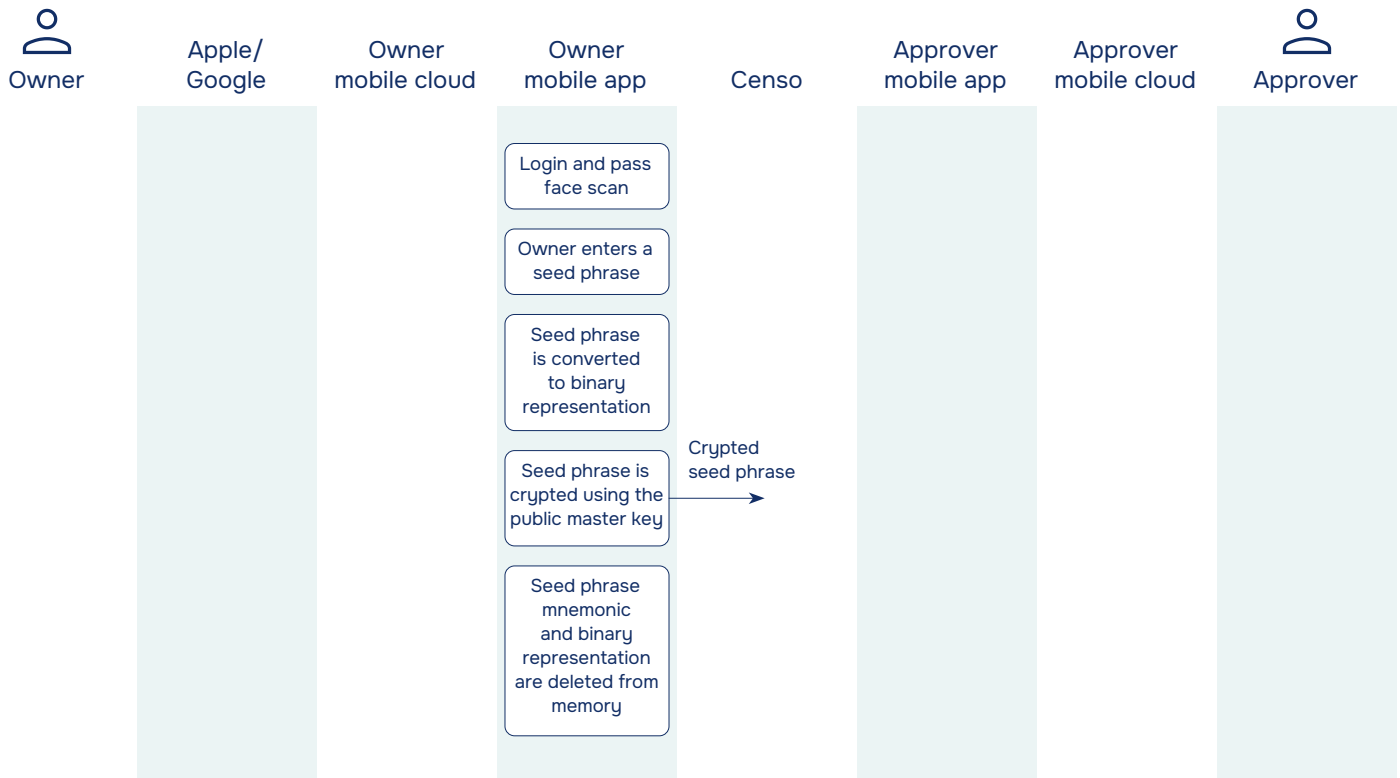 Owner
Apple/
Google
Owner
mobile cloud
Owner
mobile app
Censo
Approver
mobile app
Approver
mobile cloud
Approver
Login and pass
face scan
Owner enters a
seed phrase
Seed phrase
is converted
to binary
representation
Seed phrase is
crypted using the
public master key
Crypted
seed phrase
Seed phrase
mnemonic
and binary
representation
are deleted from
memory